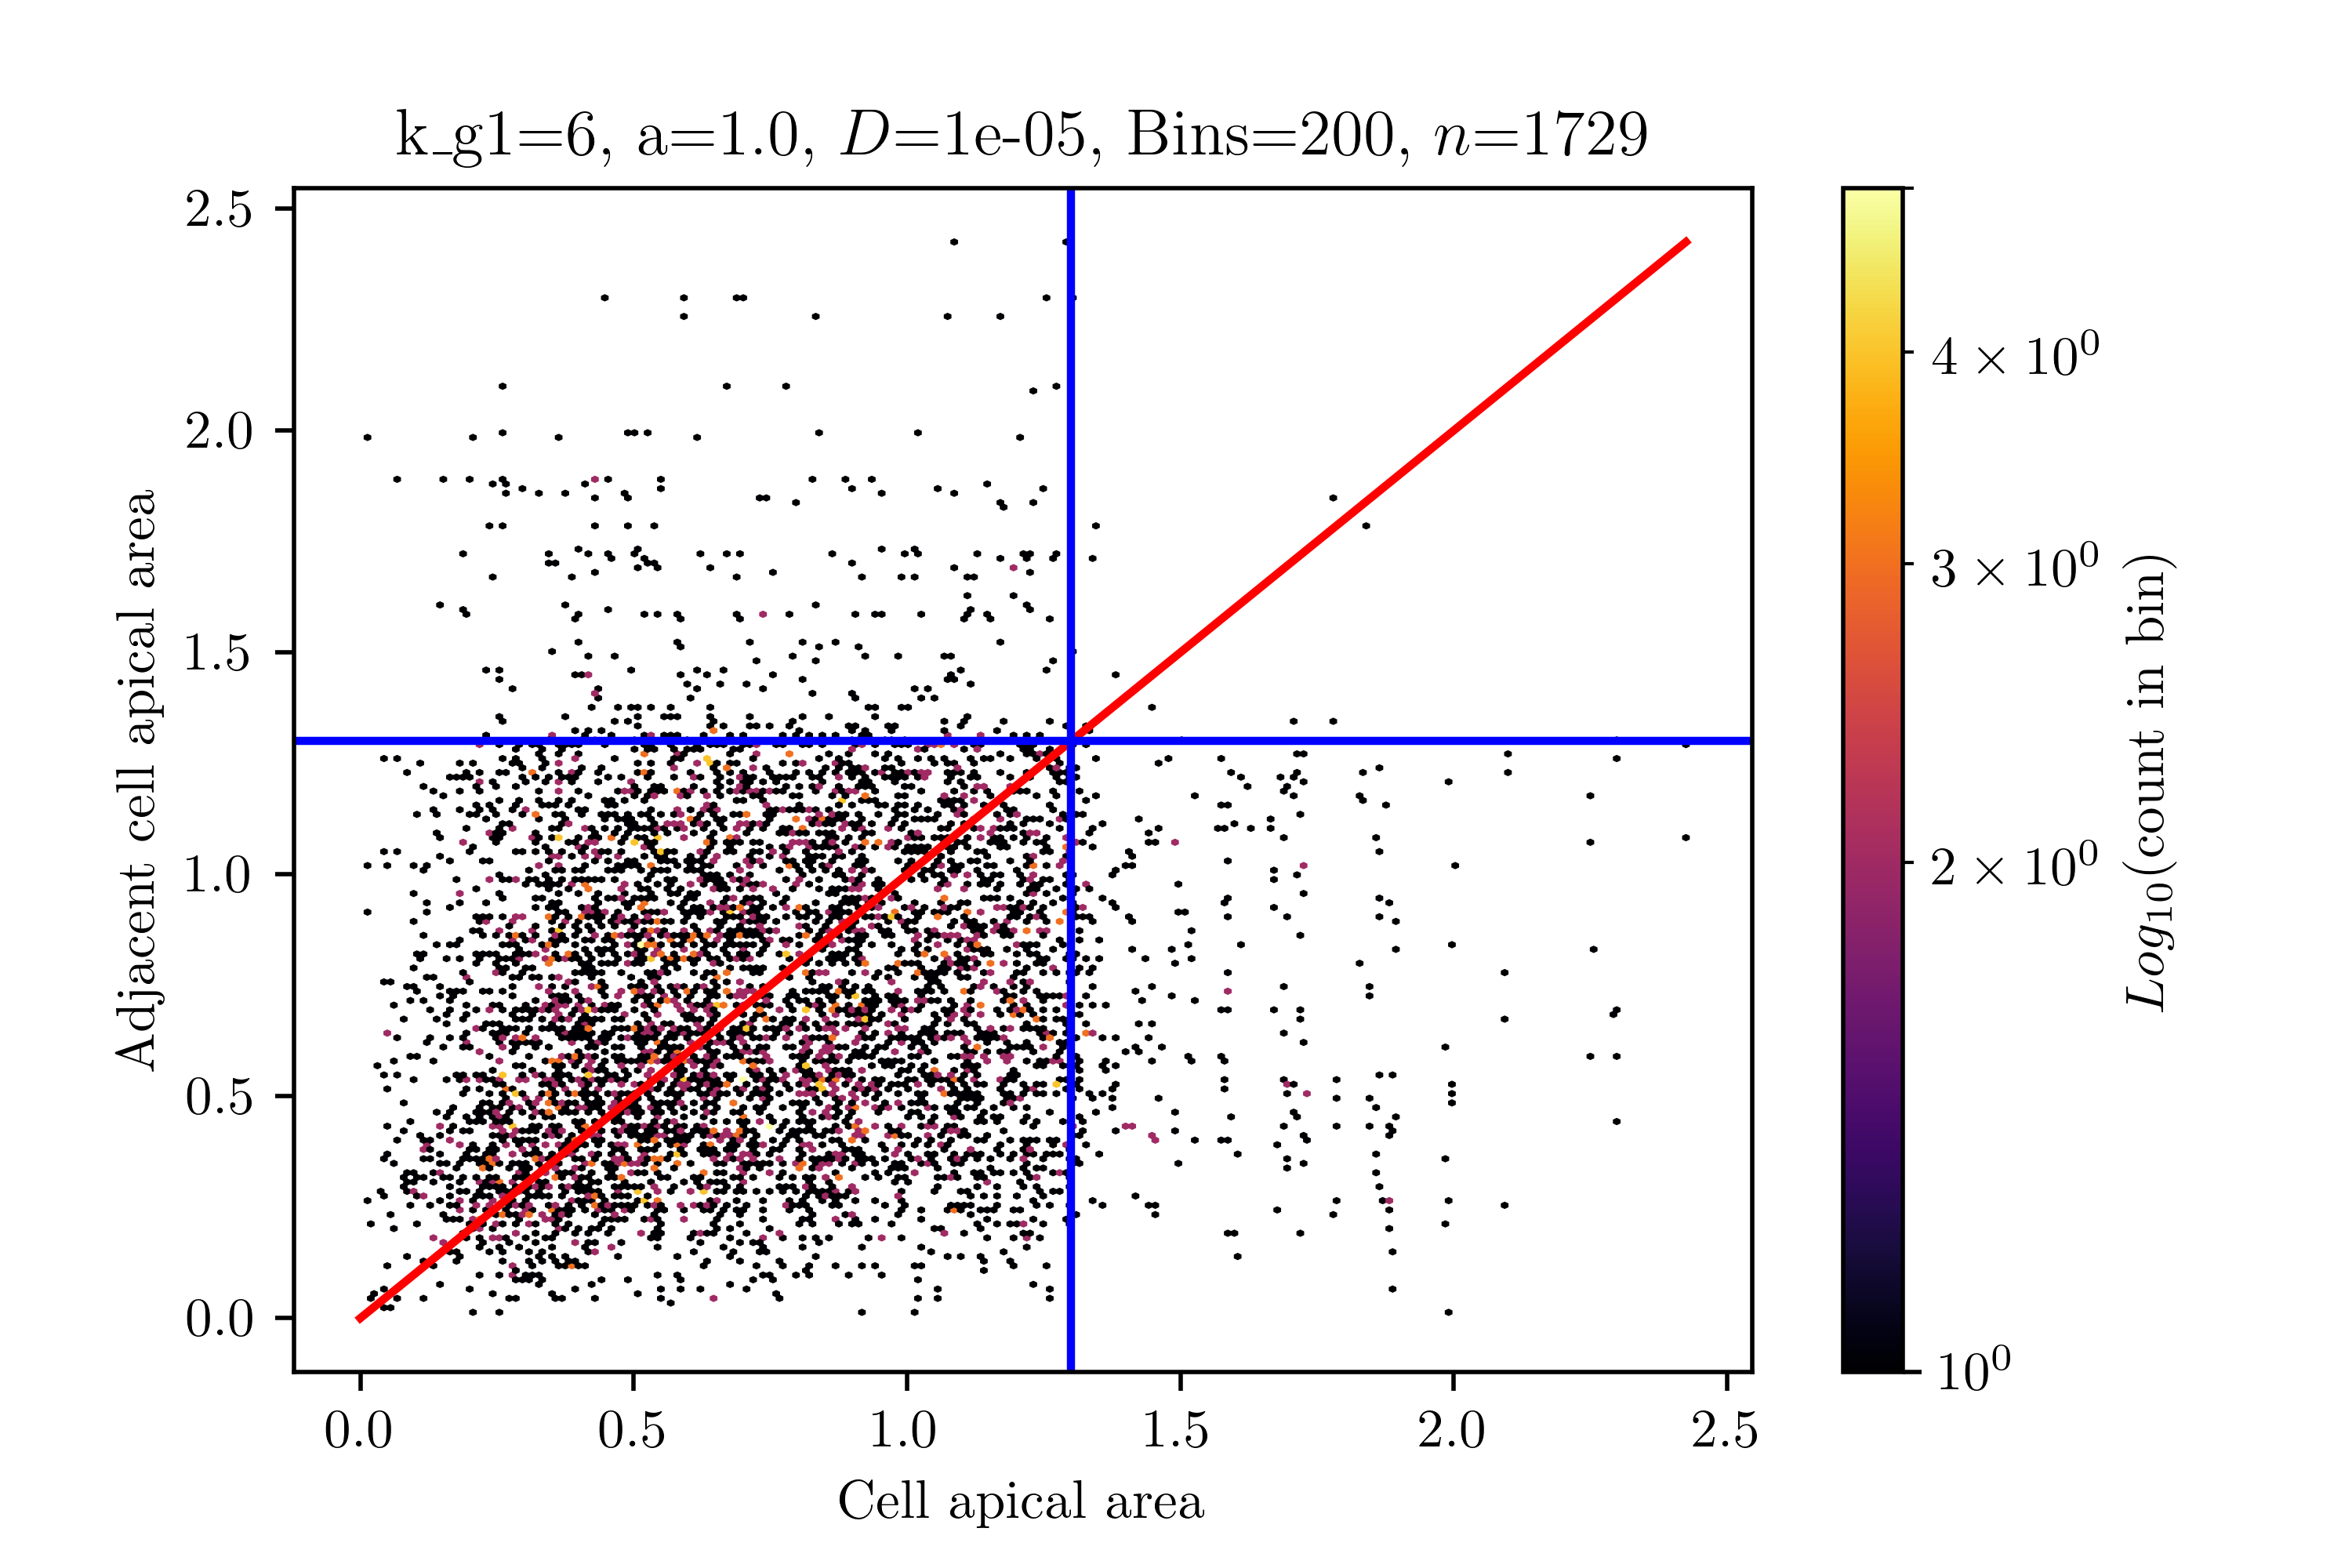 k_g1=6, a=1.0, D=1e-05, Bins=200, n=1729
2.5
2.0
1.5
1.0
0.5
0.0
Adjacent cell apical area
0.0 0.5 1.0 1.5 2.0 2.5
Cell apical area
4 × 10⁰
3 × 10⁰
2 × 10⁰
10⁰
Log₁₀(count in bin)